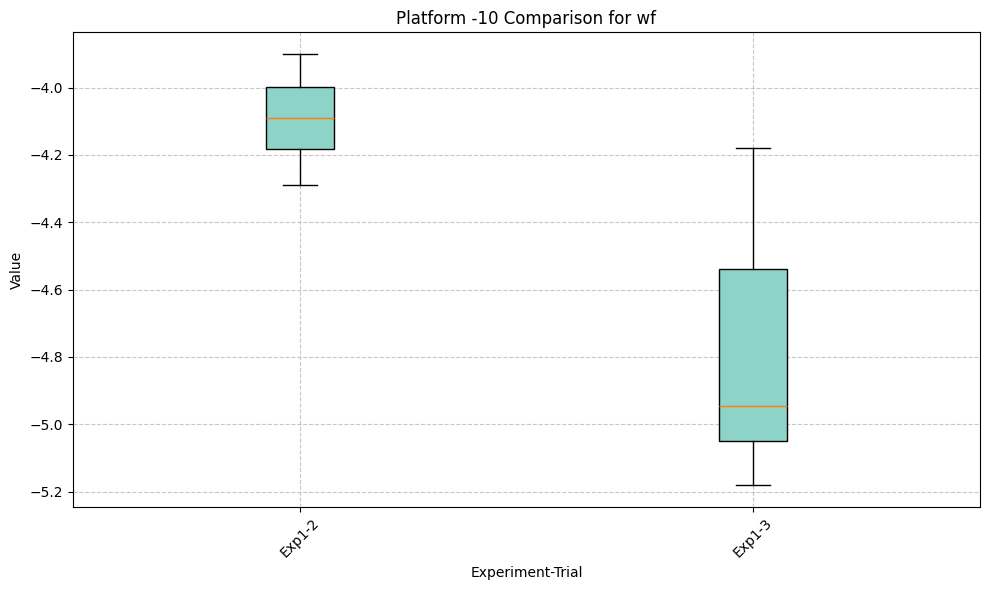 Platform -10 Comparison for wf
−4.0
−4.2
−4.4
−4.6
−4.8
−5.0
−5.2
Value
Exp1-2
Exp1-3
Experiment-Trial